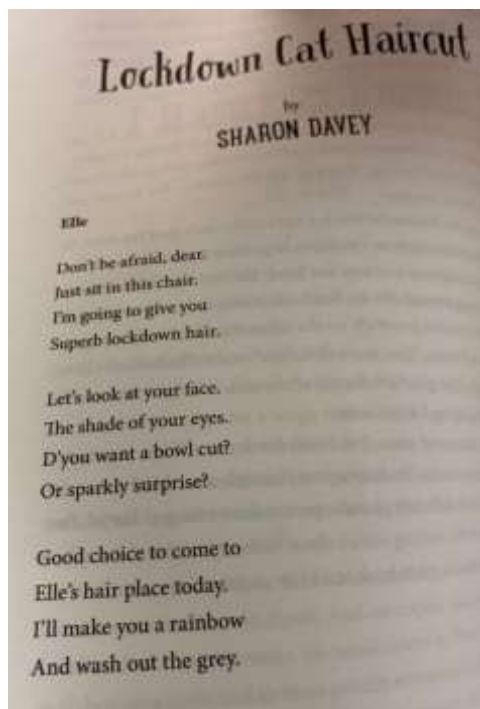 Lockdown Cat Haircut
by
SHARON DAVEY
Elle
Don't be afraid, dear.
Just sit in this chair.
I'm going to give you
Superb lockdown hair.
Let's look at your face.
The shade of your eyes.
D'you want a bowl cut?
Or sparkly surprise?
Good choice to come to
Elle's hair place today.
I'll make you a rainbow
And wash out the grey.